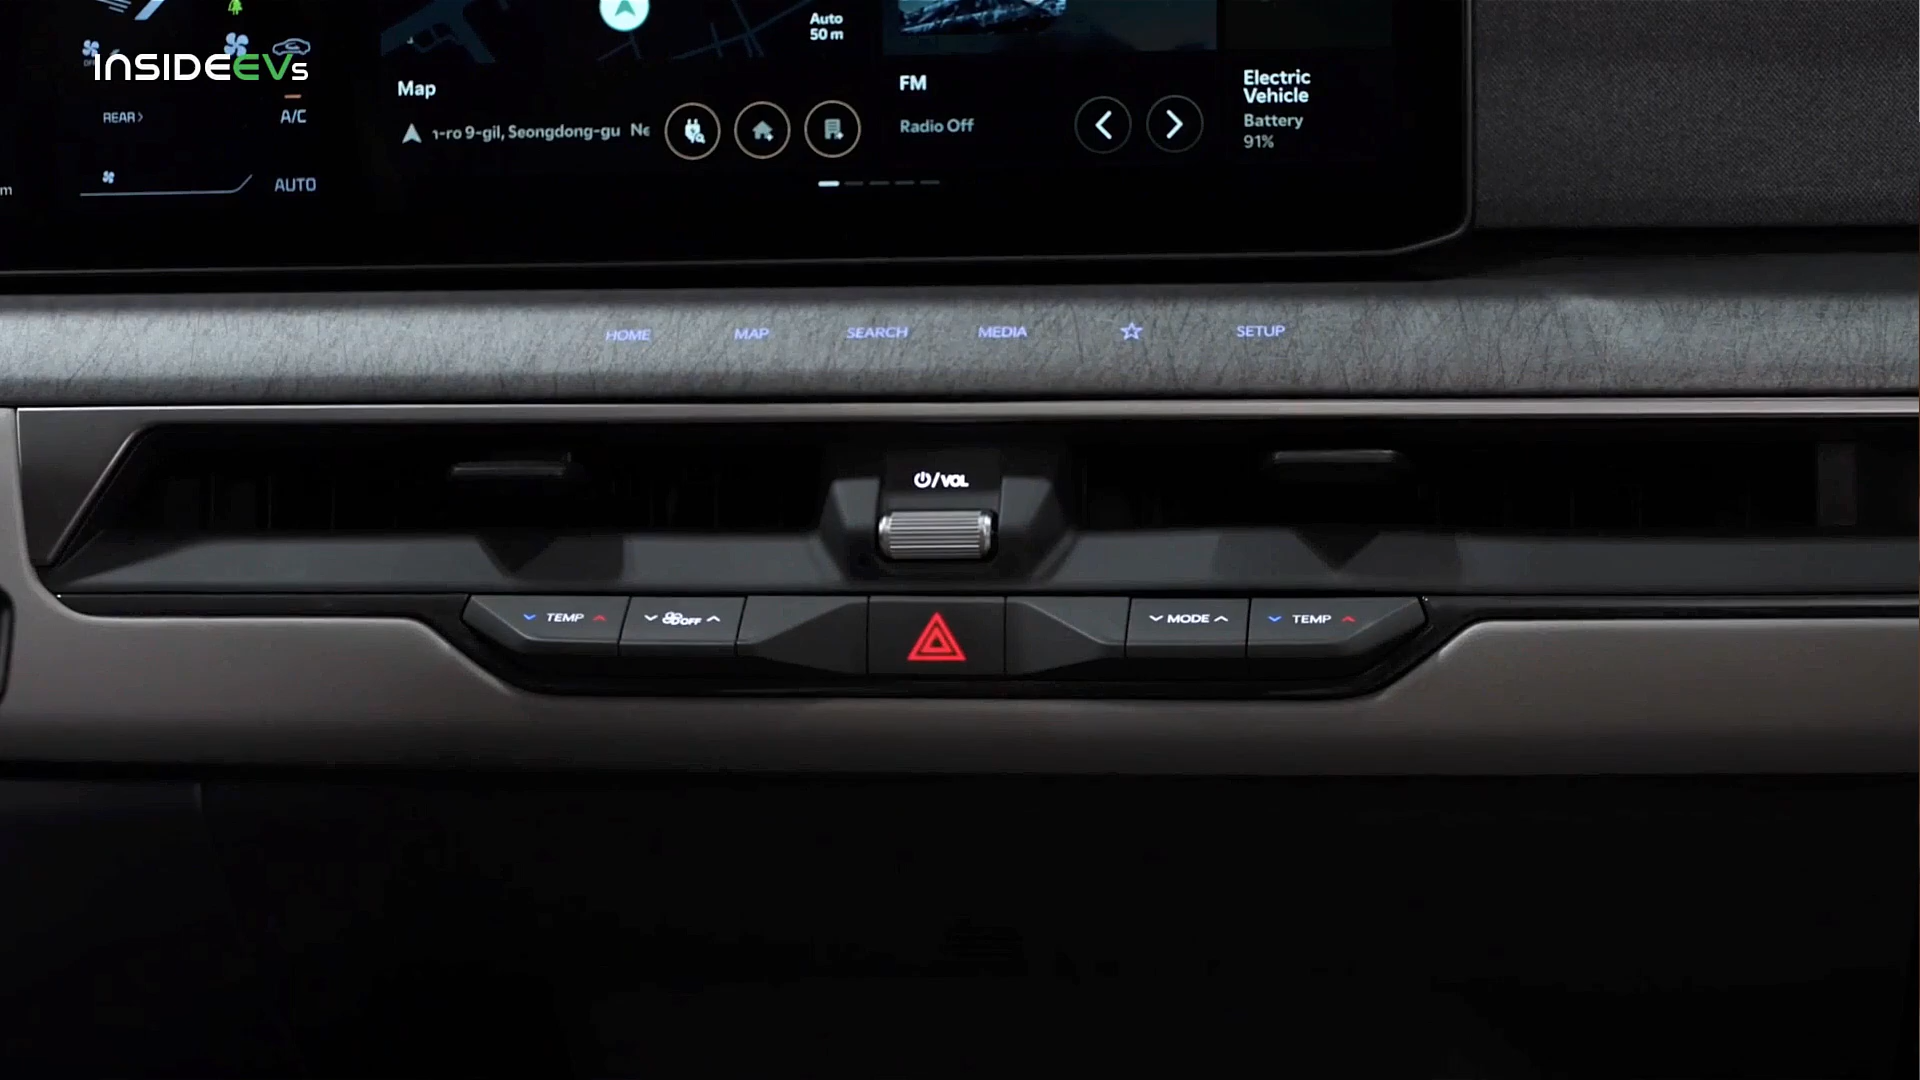 INSIDEEVs
REAR
A/C
AUTO
m
Auto
50 m
Map
-ro 9-gil, Seongdong-gu
FM
Radio Off
Electric
Vehicle
Battery
91%
HOME
MAP
SEARCH
MEDIA
SETUP
/VOL
TEMP
OFF
MODE
TEMP